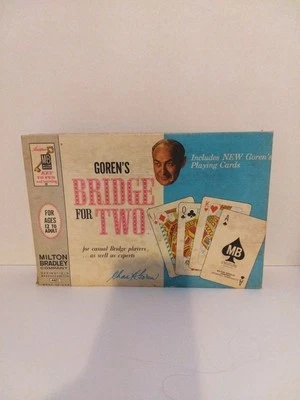 MB
GOREN'S
BRIDGE
FOR TWO
for casual Bridge players
... as well as experts
Includes NEW Goren's
Playing Cards
FOR
AGES
12 TO
ADULT
MILTON
BRADLEY
COMPANY
A
MB